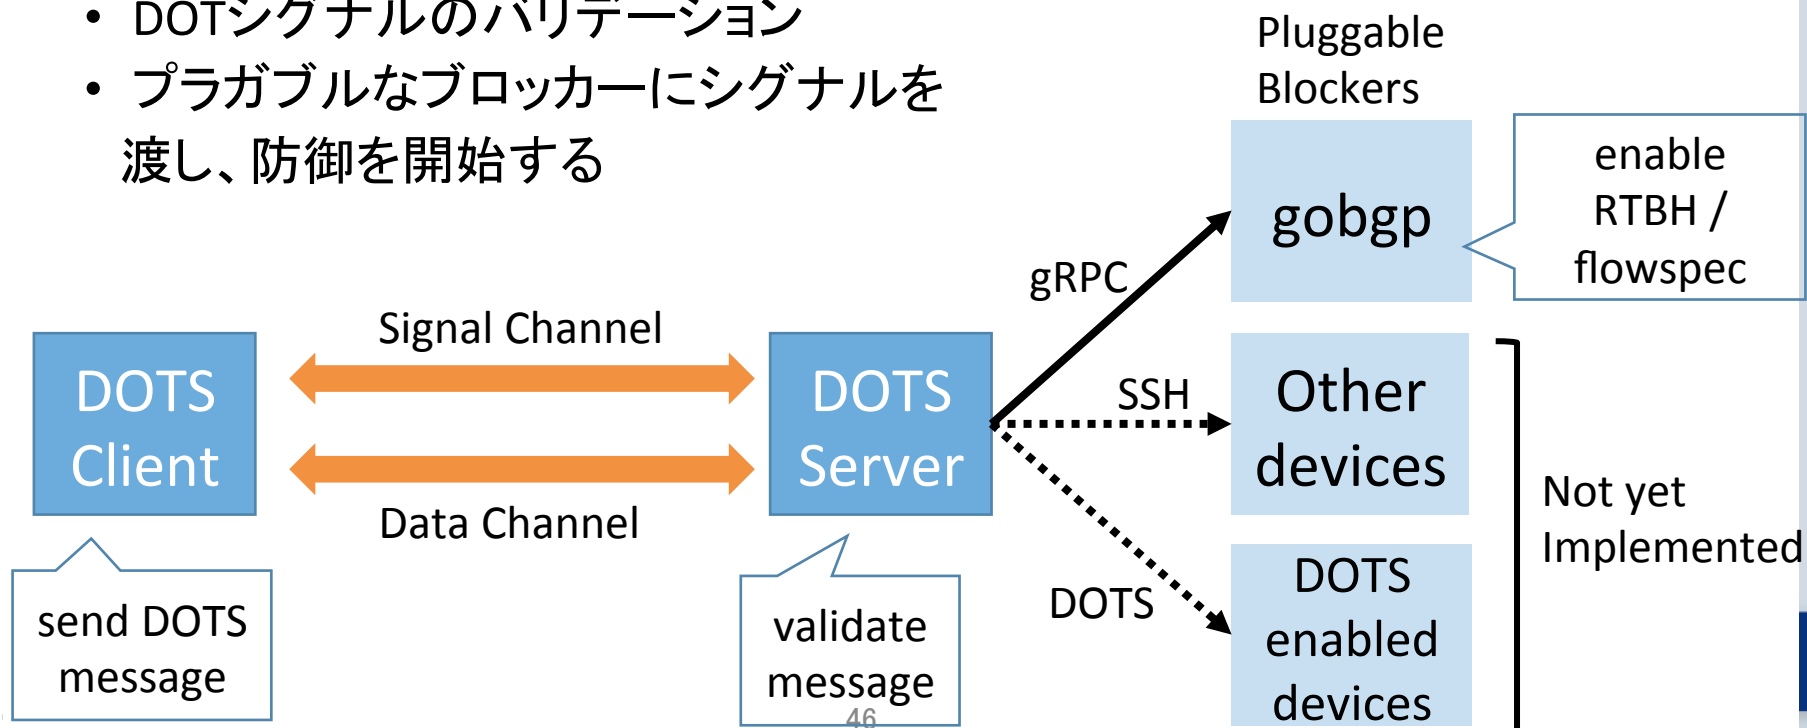 • DOTシグナルのバリデーション
• プラガブルなブロッカーにシグナルを
渡し、防御を開始する
Pluggable
Blockers
gobgp
enable
RTBH /
flowspec
gRPC
Signal Channel
DOTS
Client
DOTS
Server
SSH
Other
devices
Data Channel
Not yet
Implemented
send DOTS
message
validate
message
DOTS
DOTS
enabled
devices
46